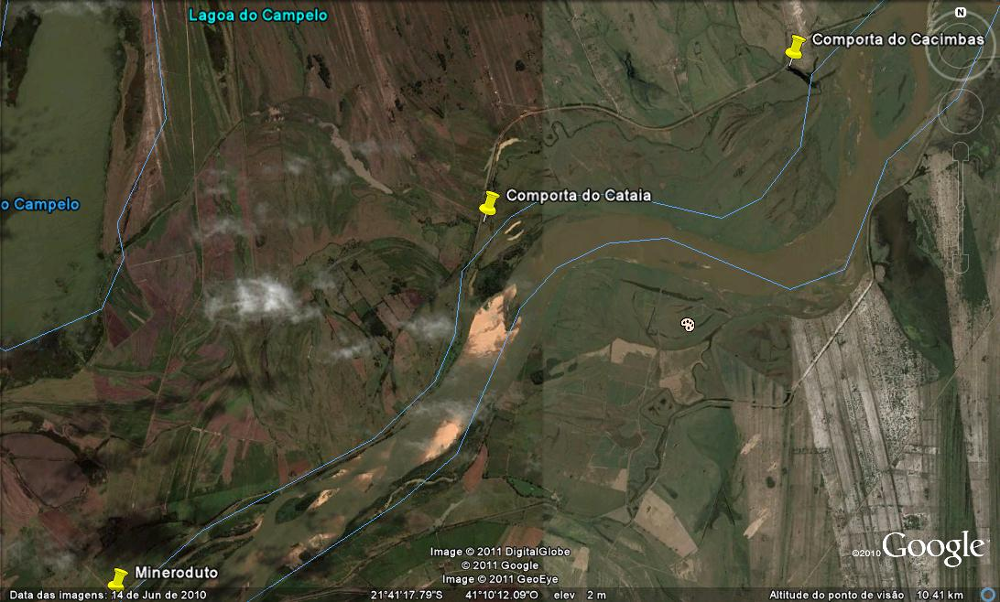 Lagoa do Campelo
N
Comporta do Cacimbas
o Campelo
Comporta do Cataia
Mineroduto
Image © 2011 DigitalGlobe
© 2011 Google
Image © 2011 GeoEye
©2010 Google
Data das imagens: 14 de Jun de 2010
21°41'17.79"S 41°10'12.09"O elev 2 m
Altitude do ponto de visão 10.41 km